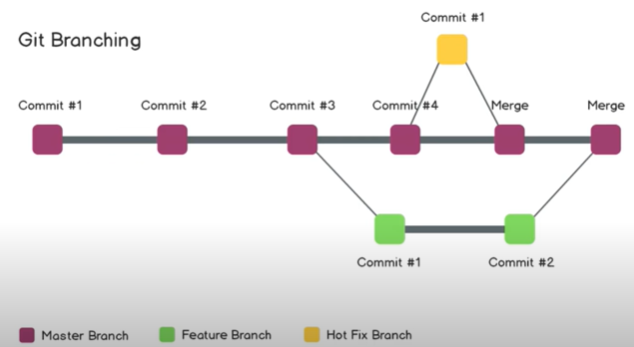 Git Branching
Commit #1
Commit #1
Commit #2
Commit #3
Commit #4
Merge
Merge
Commit #1
Commit #2
Master Branch
Feature Branch
Hot Fix Branch